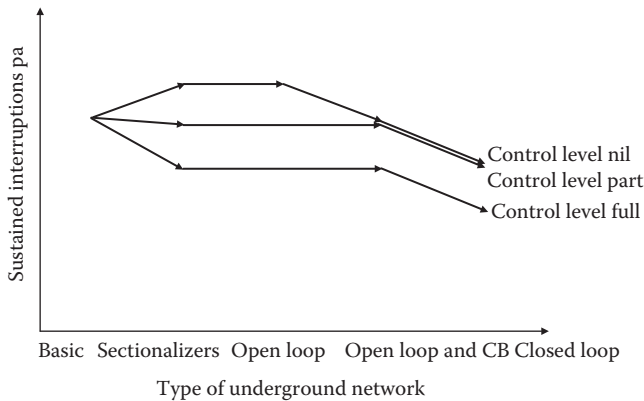 Sustained interruptions pa
Control level nil
Control level part
Control level full
Basic Sectionalizers Open loop Open loop and CB Closed loop
Type of underground network